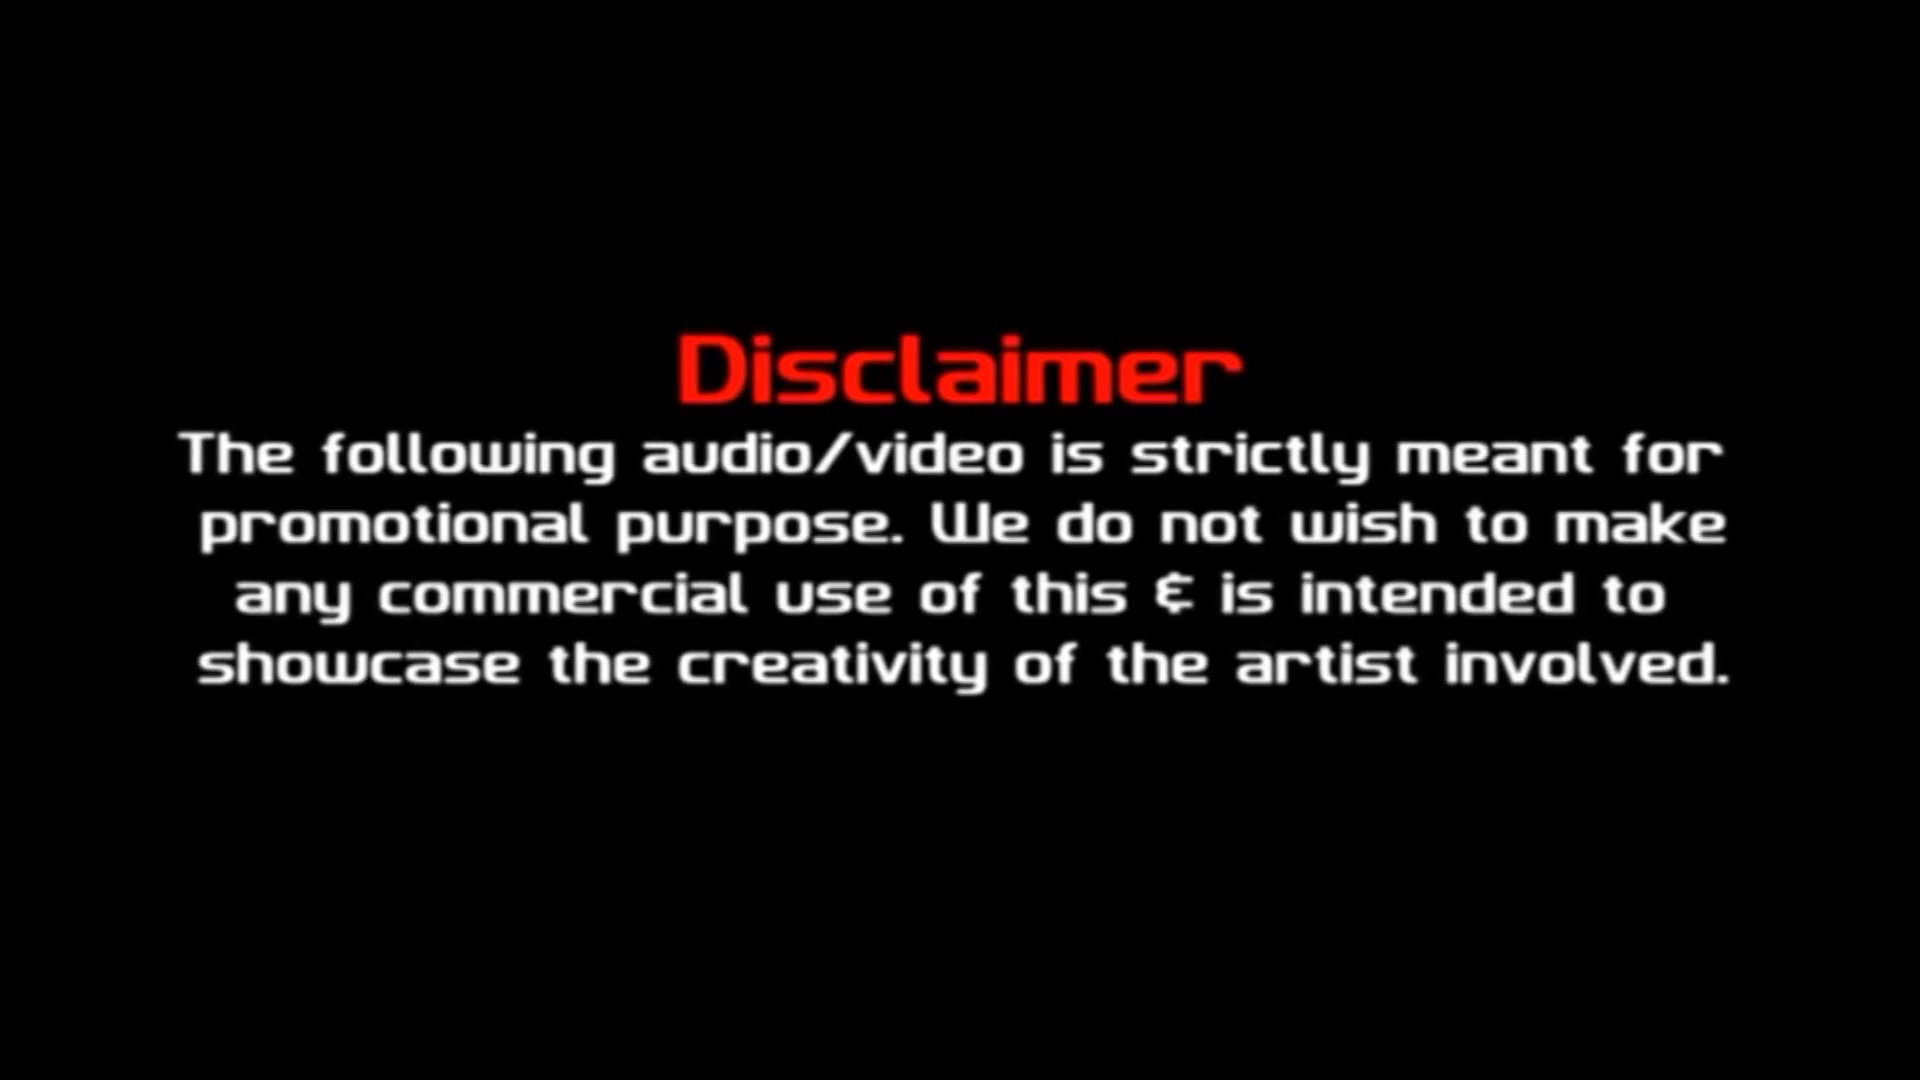 Disclaimer
The following audio/video is strictly meant for
promotional purpose. We do not wish to make
any commercial use of this & is intended to
showcase the creativity of the artist involved.